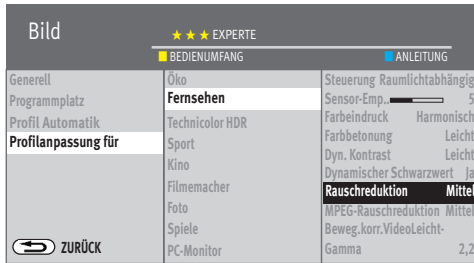 Bild
★ ★ ★ EXPERTE
BEDIENUMFANG
ANLEITUNG
Generell
Programmplatz
Profil Automatik
Profilanpassung für
ZURÜCK
Öko
Fernsehen
Technicolor HDR
Sport
Kino
Filmemacher
Foto
Spiele
PC-Monitor
Steuerung Raumlichtabhängig
Sensor-Emp.. 5
Farbeindruck Harmonisch
Farbbetonung Leicht
Dyn. Kontrast Leicht
Dynamischer Schwarzwert Ja
Rauschreduktion Mittel
MPEG-Rauschreduktion Mittel
Beweg.korr.VideoLeicht-
Gamma 2,2